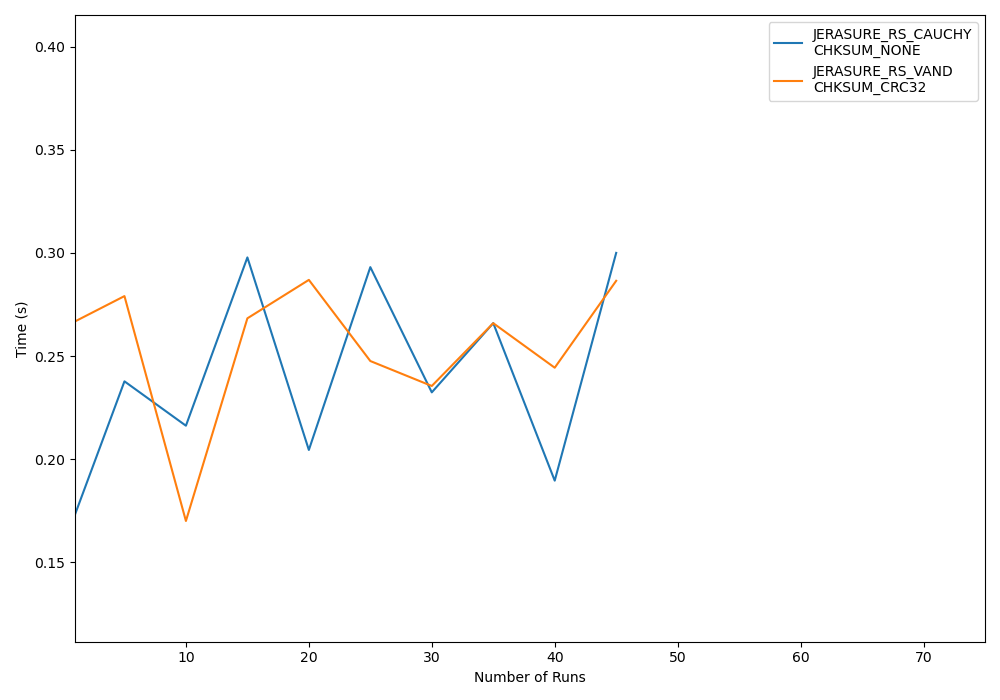 JERASURE_RS_CAUCHY
CHKSUM_NONE
JERASURE_RS_VAND
CHKSUM_CRC32
0.40
0.35
0.30
0.25
0.20
0.15
Time (s)
10 20 30 40 50 60 70
Number of Runs